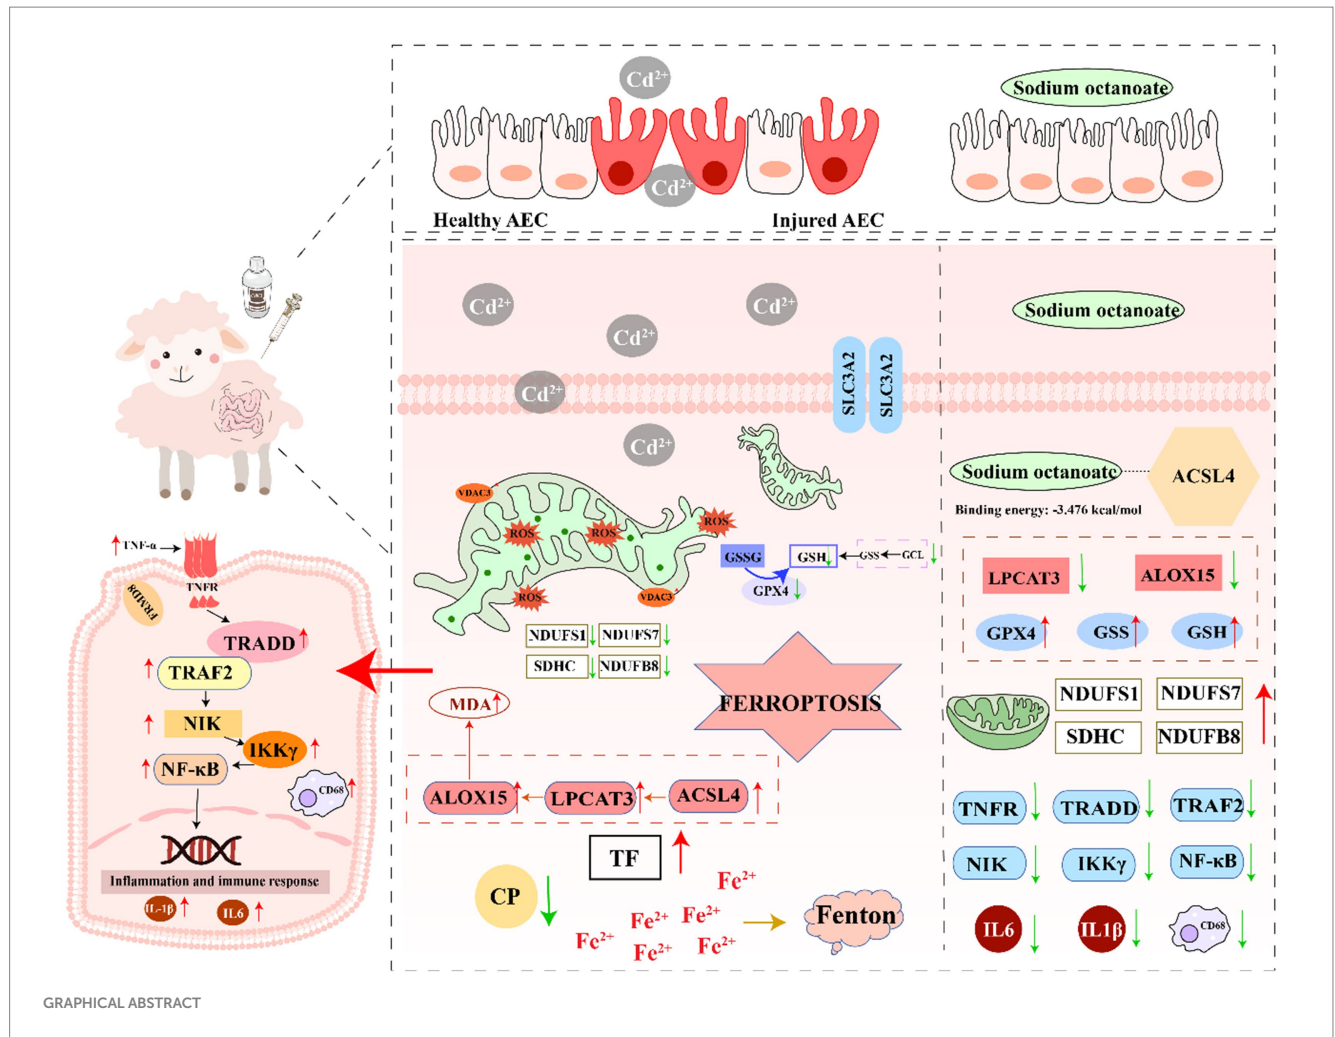 Cd²⁺
Sodium octanoate
Cd²⁺
Healthy AEC
Injured AEC
Cd²⁺
Cd²⁺
Cd²⁺
Sodium octanoate
SLC3A2
SLC3A2
Cd²⁺
Cd²⁺
VDAC3
ROS
ROS
ROS
ROS
VDAC3
GSSG
GSH
GSS
GCL
GPX4
NDUFS1
NDUFS7
SDHC
NDUFB8
MDA
FERROPTOSIS
ALOX15
LPCAT3
ACSL4
TF
CP
Fe²⁺
Fe²⁺
Fe²⁺
Fe²⁺
Fe²⁺
Fe²⁺
Fenton
Sodium octanoate
ACSL4
Binding energy: -3.476 kcal/mol
LPCAT3
ALOX15
GPX4
GSS
GSH
NDUFS1
NDUFS7
SDHC
NDUFB8
TNFR
TRADD
TRAF2
NIK
IKKγ
NF-κB
IL6
IL1β
CD68
TNF-α
TNFR
FRMD8
TRADD
TRAF2
NIK
IKKγ
NF-κB
CD68
Inflammation and immune response
IL-1β
IL6
GRAPHICAL ABSTRACT